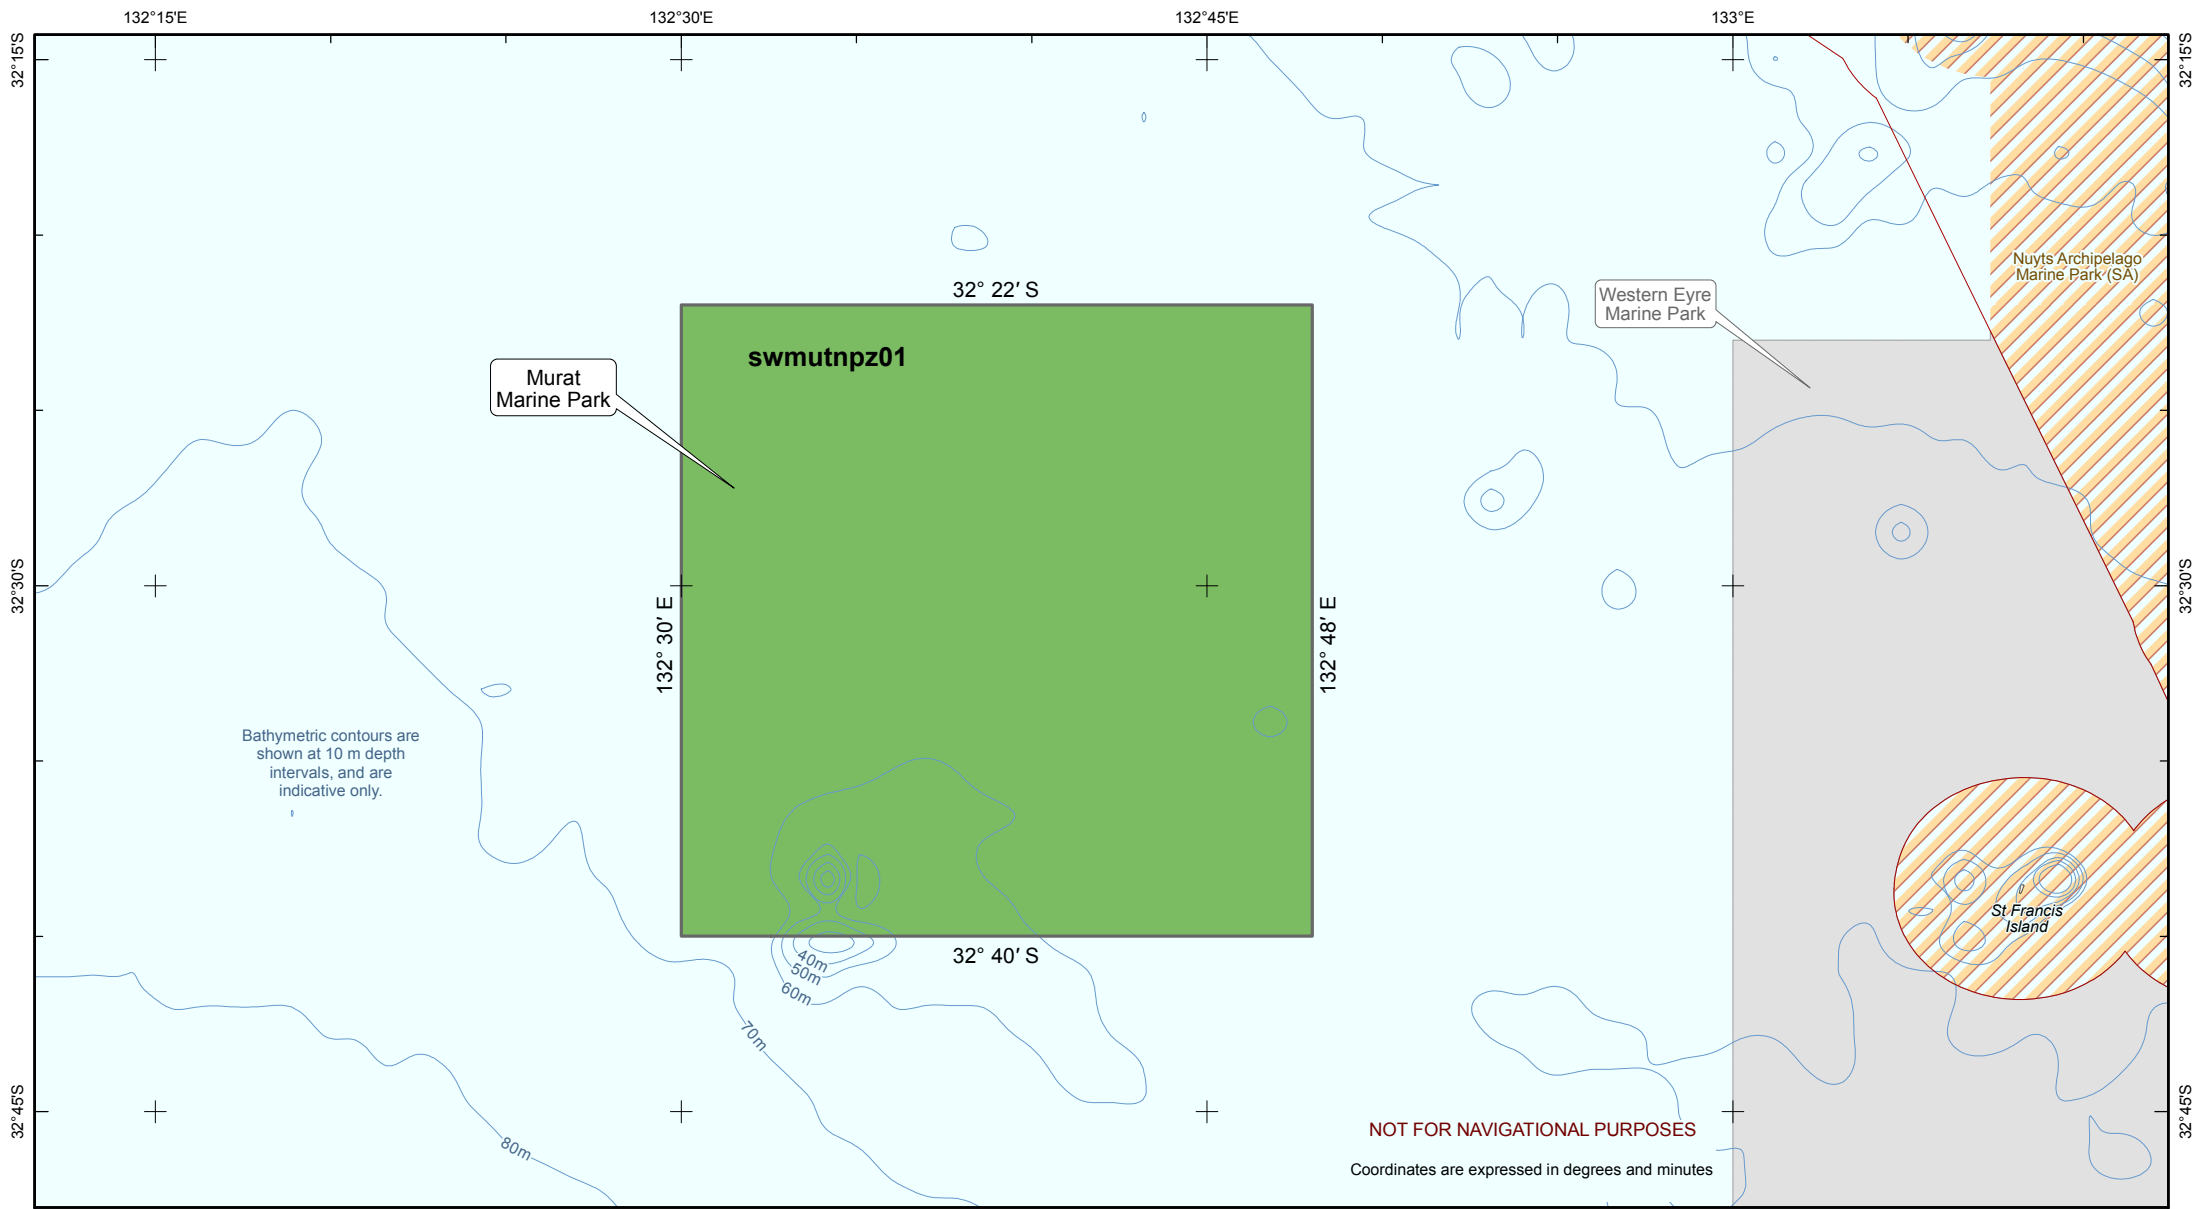 132°15'E
132°30'E
132°45'E
133°E
32°15'S
32°15'S
Nuyts Archipelago
Marine Park (SA)
32° 22' S
Western Eyre
Marine Park
swmutnpz01
Murat
Marine Park
32°30'S
32°30'S
132° 30' E
132° 48' E
Bathymetric contours are
shown at 10 m depth
intervals, and are
indicative only.
St Francis
Island
32° 40' S
40m
50m
60m
70m
80m
32°45'S
32°45'S
NOT FOR NAVIGATIONAL PURPOSES
Coordinates are expressed in degrees and minutes